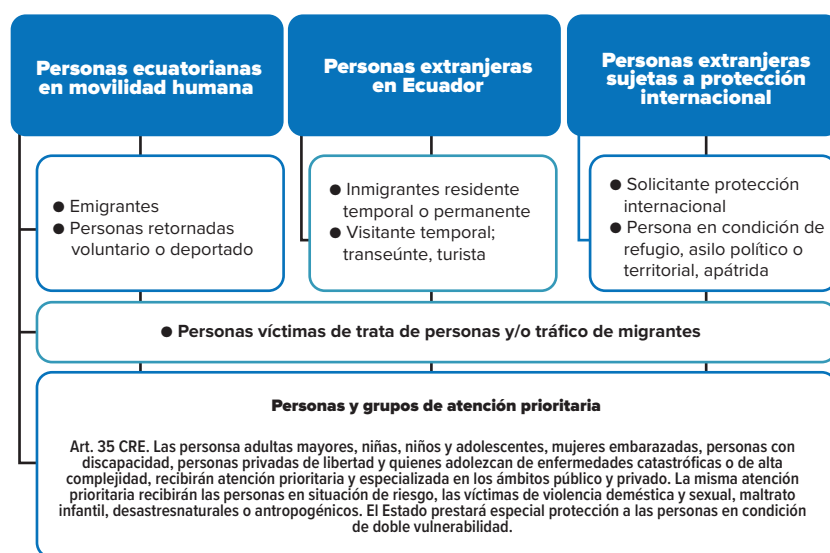 Personas ecuatorianas
en movilidad humana
Personas extranjeras
en Ecuador
Personas extranjeras
sujetas a protección
internacional
● Emigrantes
● Personas retornadas
voluntario o deportado
● Inmigrantes residente
temporal o permanente
● Visitante temporal;
transeúnte, turista
● Solicitante protección
internacional
● Persona en condición de
refugio, asilo político o
territorial, apátrida
● Personas víctimas de trata de personas y/o tráfico de migrantes
Personas y grupos de atención prioritaria
Art. 35 CRE. Las personsa adultas mayores, niñas, niños y adolescentes, mujeres embarazadas, personas con
discapacidad, personas privadas de libertad y quienes adolezcan de enfermedades catastróficas o de alta
complejidad, recibirán atención prioritaria y especializada en los ámbitos público y privado. La misma atención
prioritaria recibirán las personas en situación de riesgo, las víctimas de violencia deméstica y sexual, maltrato
infantil, desastresnaturales o antropogénicos. El Estado prestará especial protección a las personas en condición
de doble vulnerabilidad.